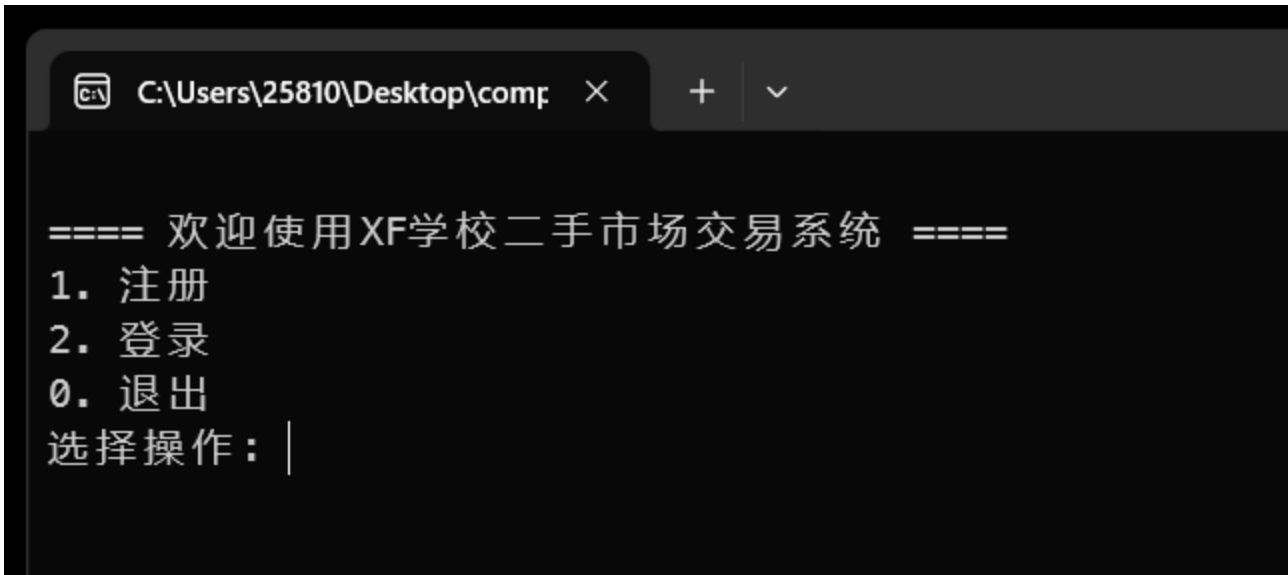 C:\Users\25810\Desktop\comp
==== 欢迎使用XF学校二手市场交易系统 ====
1. 注册
2. 登录
0. 退出
选择操作: